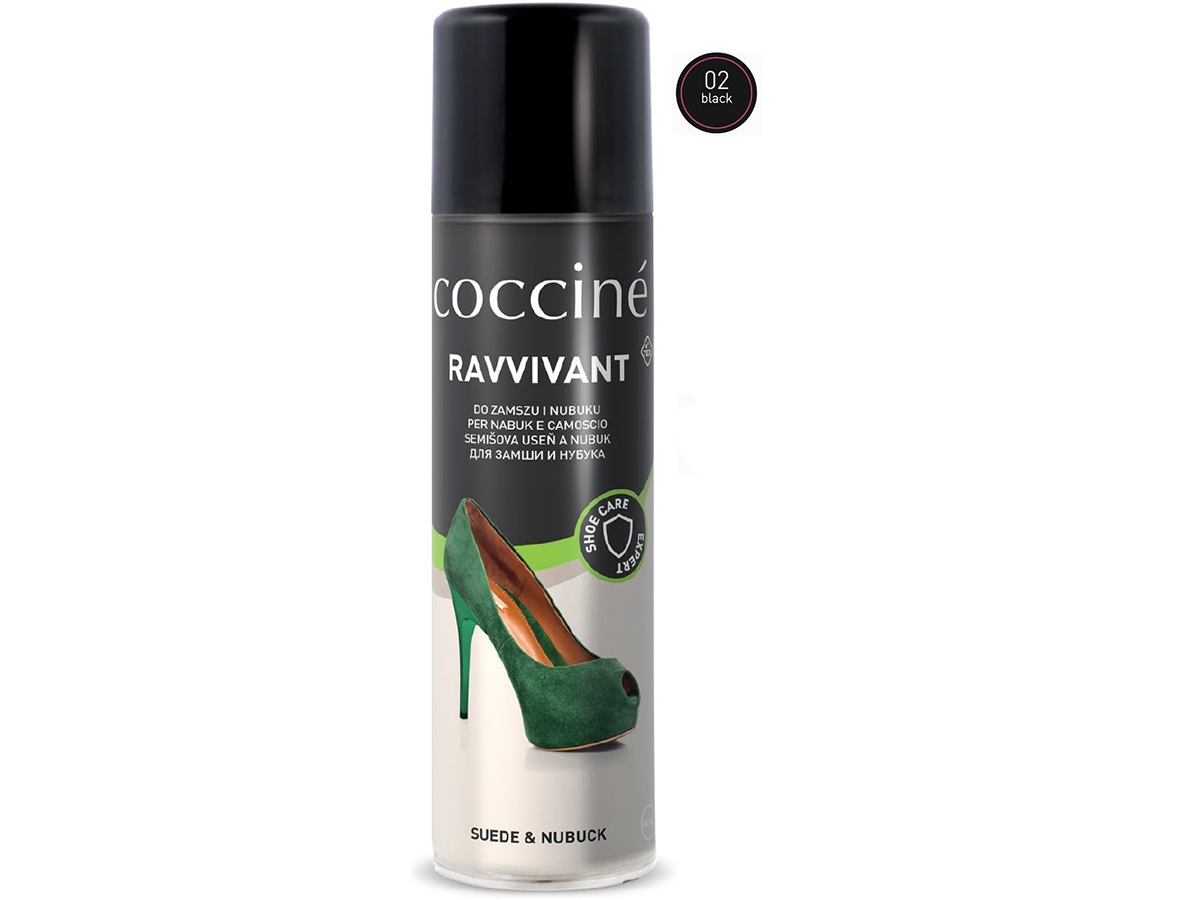 02
black
cocciné
RAVVIVANT
DO ZAMSZU I NUBUKU
PER NABUK E CAMOSCIO
SEMIŠOVA USEŇ A NUBUK
ДЛЯ ЗАМШИ И НУБУКА
SHOE CARE
EXPERT
SUEDE & NUBUCK